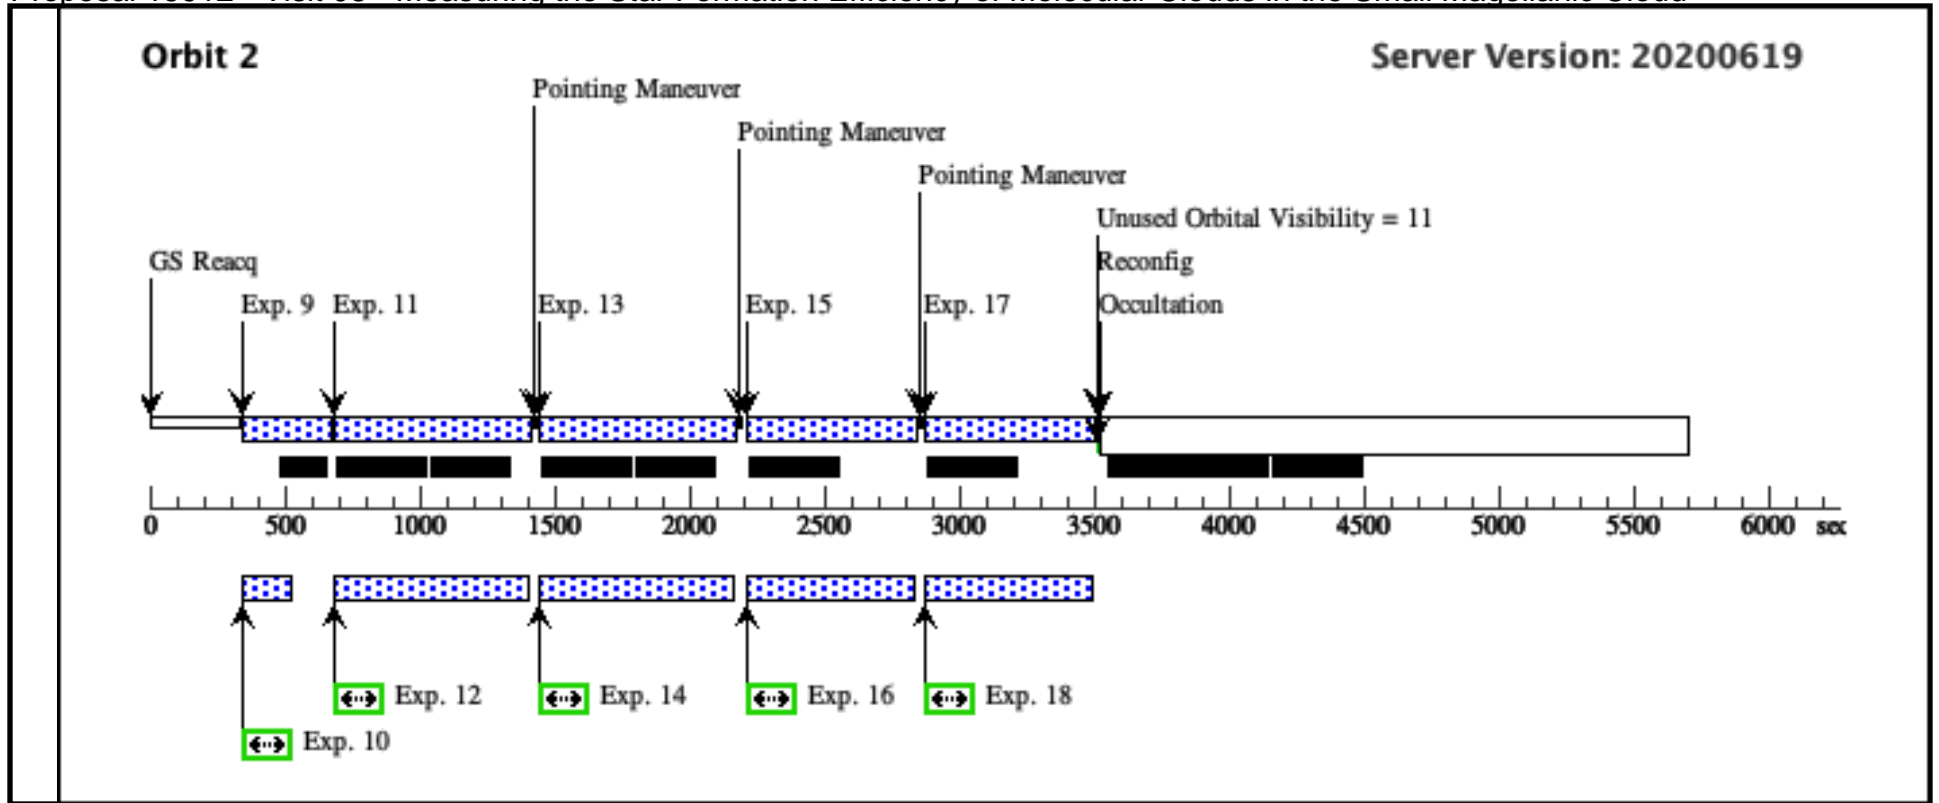 Orbit 2
Server Version: 20200619
Pointing Maneuver
Pointing Maneuver
Pointing Maneuver
Unused Orbital Visibility = 11
GS Reacq
Reconfig
Exp. 9 Exp. 11 Exp. 13 Exp. 15 Exp. 17 Occultation
0 500 1000 1500 2000 2500 3000 3500 4000 4500 5000 5500 6000 sec
Exp. 12 Exp. 14 Exp. 16 Exp. 18
Exp. 10